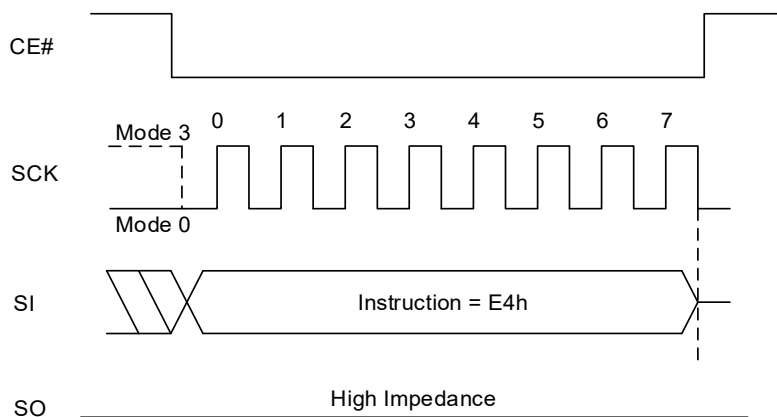 CE#
Mode 3
0 1 2 3 4 5 6 7
SCK
Mode 0
SI
Instruction = E4h
High Impedance
SO